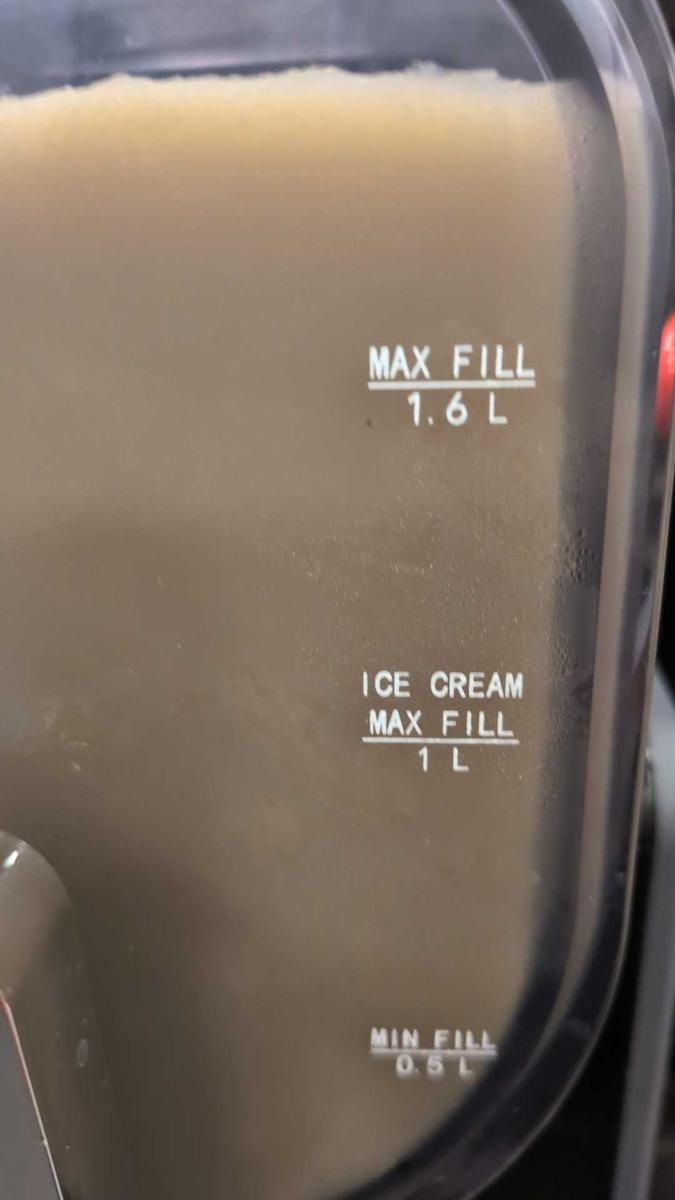 MAX FILL
1.6 L
ICE CREAM
MAX FILL
1 L
MIN FILL
0.5 L